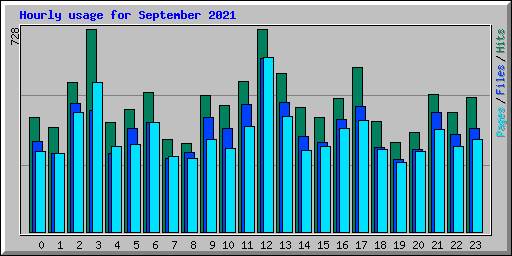 Hourly usage for September 2021
728
Pages / Files / Hits
0 1 2 3 4 5 6 7 8 9 10 11 12 13 14 15 16 17 18 19 20 21 22 23